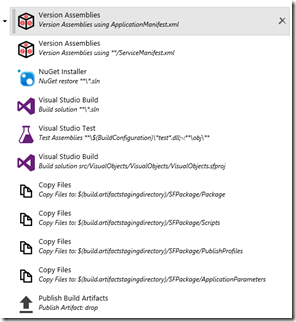 Version Assemblies
Version Assemblies using ApplicationManifest.xml
Version Assemblies
Version Assemblies using **/ServiceManifest.xml
NuGet Installer
NuGet restore **\*.sln
Visual Studio Build
Build solution **\*.sln
Visual Studio Test
Test Assemblies **\$(BuildConfiguration)\*test*.dll;-:**\obj\**
Visual Studio Build
Build solution src/VisualObjects/VisualObjects/VisualObjects.sfproj
Copy Files
Copy Files to: $(build.artifactstagingdirectory)/SFPackage/Package
Copy Files
Copy Files to: $(build.artifactstagingdirectory)/SFPackage/Scripts
Copy Files
Copy Files to: $(build.artifactstagingdirectory)/SFPackage/PublishProfiles
Copy Files
Copy Files to: $(build.artifactstagingdirectory)/SFPackage/ApplicationParameters
Publish Build Artifacts
Publish Artifact: drop